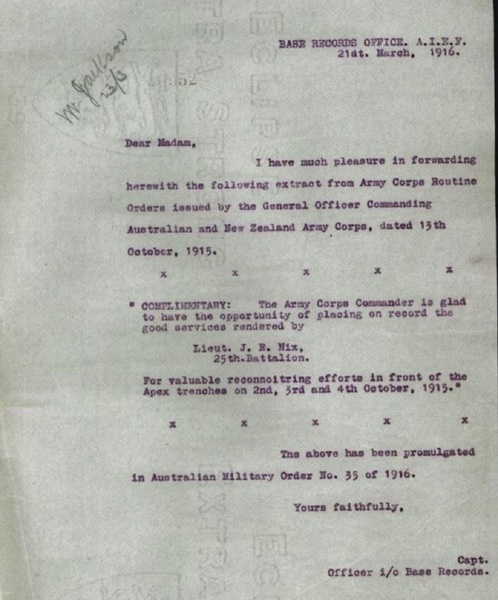 Mr Jackson
23/3
BASE RECORDS OFFICE. A.I.E.F.
21st. March, 1916.
52
Dear Madam,
I have much pleasure in forwarding
herewith the following extract from Army Corps Routine
Orders issued by the General Officer Commanding
Australian and New Zealand Army Corps, dated 13th
October, 1915.
x x x x x
" COMPLIMENTARY: The Army Corps Commander is glad
to have the opportunity of placing on record the
good services rendered by
Lieut. J. R. Nix,
25th.Battalion.
For valuable reconnoitring efforts in front of the
Apex trenches on 2nd, 3rd and 4th October, 1915."
x x x x x
The above has been promulgated
in Australian Military Order No. 35 of 1916.
Yours faithfully,
Capt.
Officer i/c Base Records.